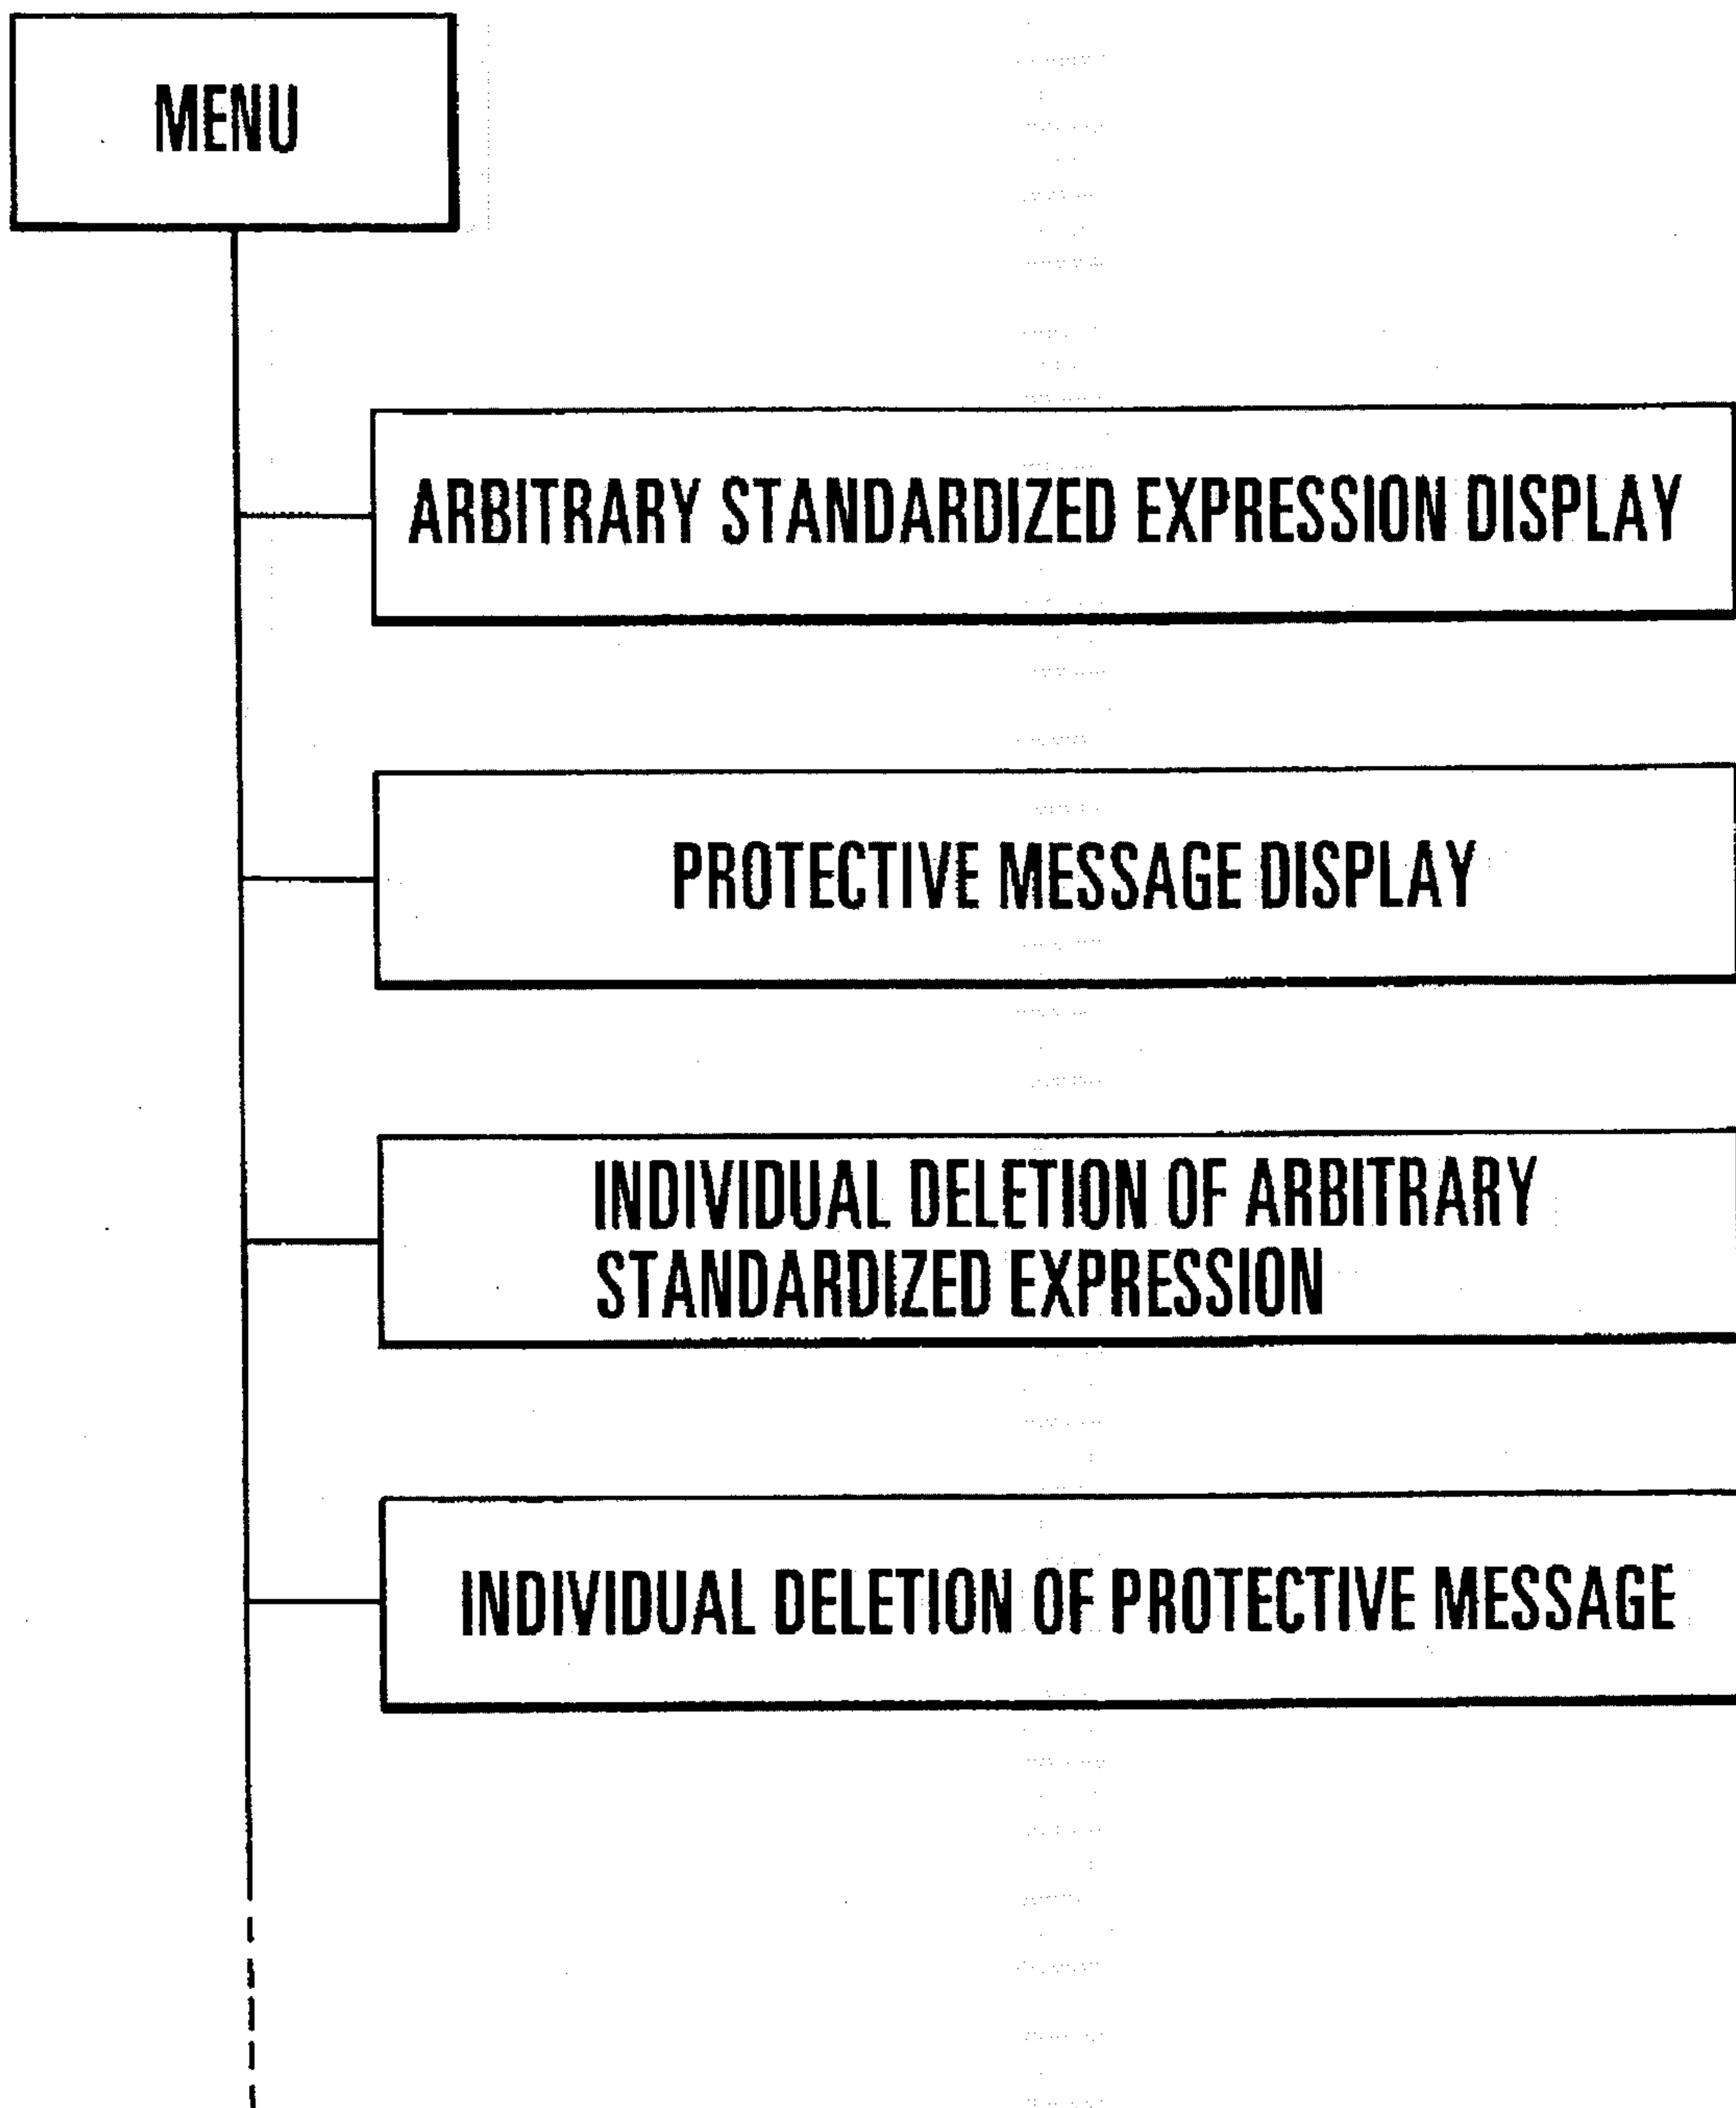 MENU
ARBITRARY STANDARDIZED EXPRESSION DISPLAY
PROTECTIVE MESSAGE DISPLAY
INDIVIDUAL DELETION OF ARBITRARY
STANDARDIZED EXPRESSION
INDIVIDUAL DELETION OF PROTECTIVE MESSAGE